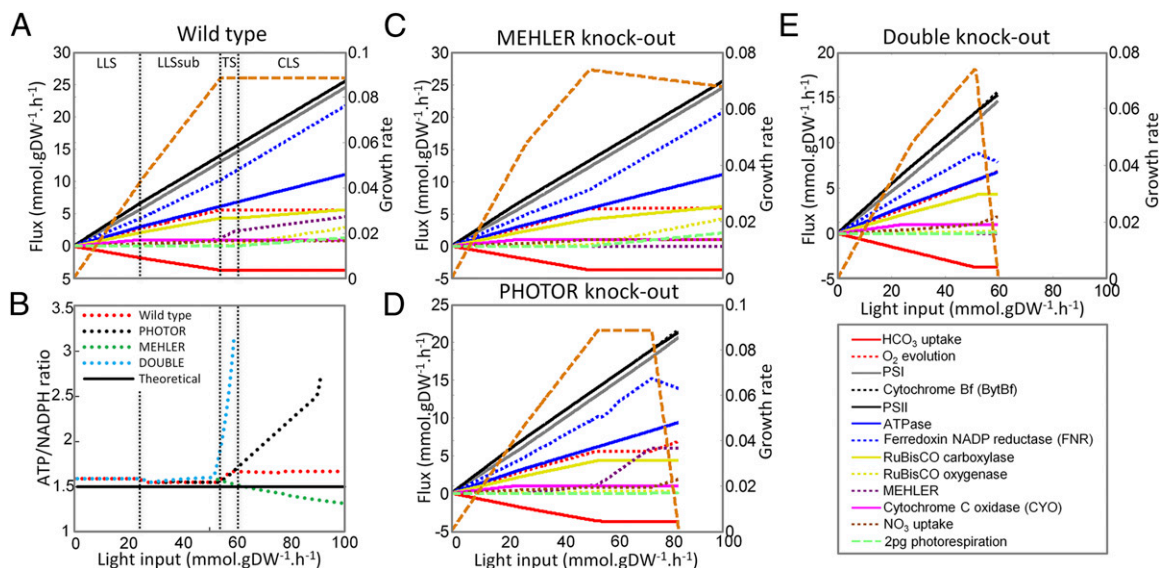 A
Wild type
30
25
20
15
10
5
0
5
0.1
0.08
0.06
0.04
0.02
0
LLS
LLSsub
TS
CLS
Flux (mmol.gDW-1.h-1)
Growth rate
B
3.5
3.0
2.5
2
1.5
1
Wild type
PHOTOR
MEHLER
DOUBLE
Theoretical
ATP/NADPH ratio
0 20 40 60 80 100
Light input (mmol.gDW-1.h-1)
C
MEHLER knock-out
30
25
20
15
10
5
0
-5
0.08
0.06
0.04
0.02
0
Flux (mmol.gDW-1.h-1)
Growth rate
D
PHOTOR knock-out
25
20
15
10
5
0
-5
0.1
0.08
0.06
0.04
0.02
0
Flux (mmol.gDW-1.h-1)
Growth rate
0 20 40 60 80 100
Light input (mmol.gDW-1.h-1)
E
Double knock-out
20
15
10
5
0
-5
0.08
0.06
0.04
0.02
0
Flux (mmol.gDW-1.h-1)
Growth rate
0 20 40 60 80 100
Light input (mmol.gDW-1.h-1)
HCO3 uptake
O2 evolution
PSI
Cytochrome Bf (BytBf)
PSII
ATPase
Ferredoxin NADP reductase (FNR)
RuBisCO carboxylase
RuBisCO oxygenase
MEHLER
Cytochrome C oxidase (CYO)
NO3 uptake
2pg photorespiration